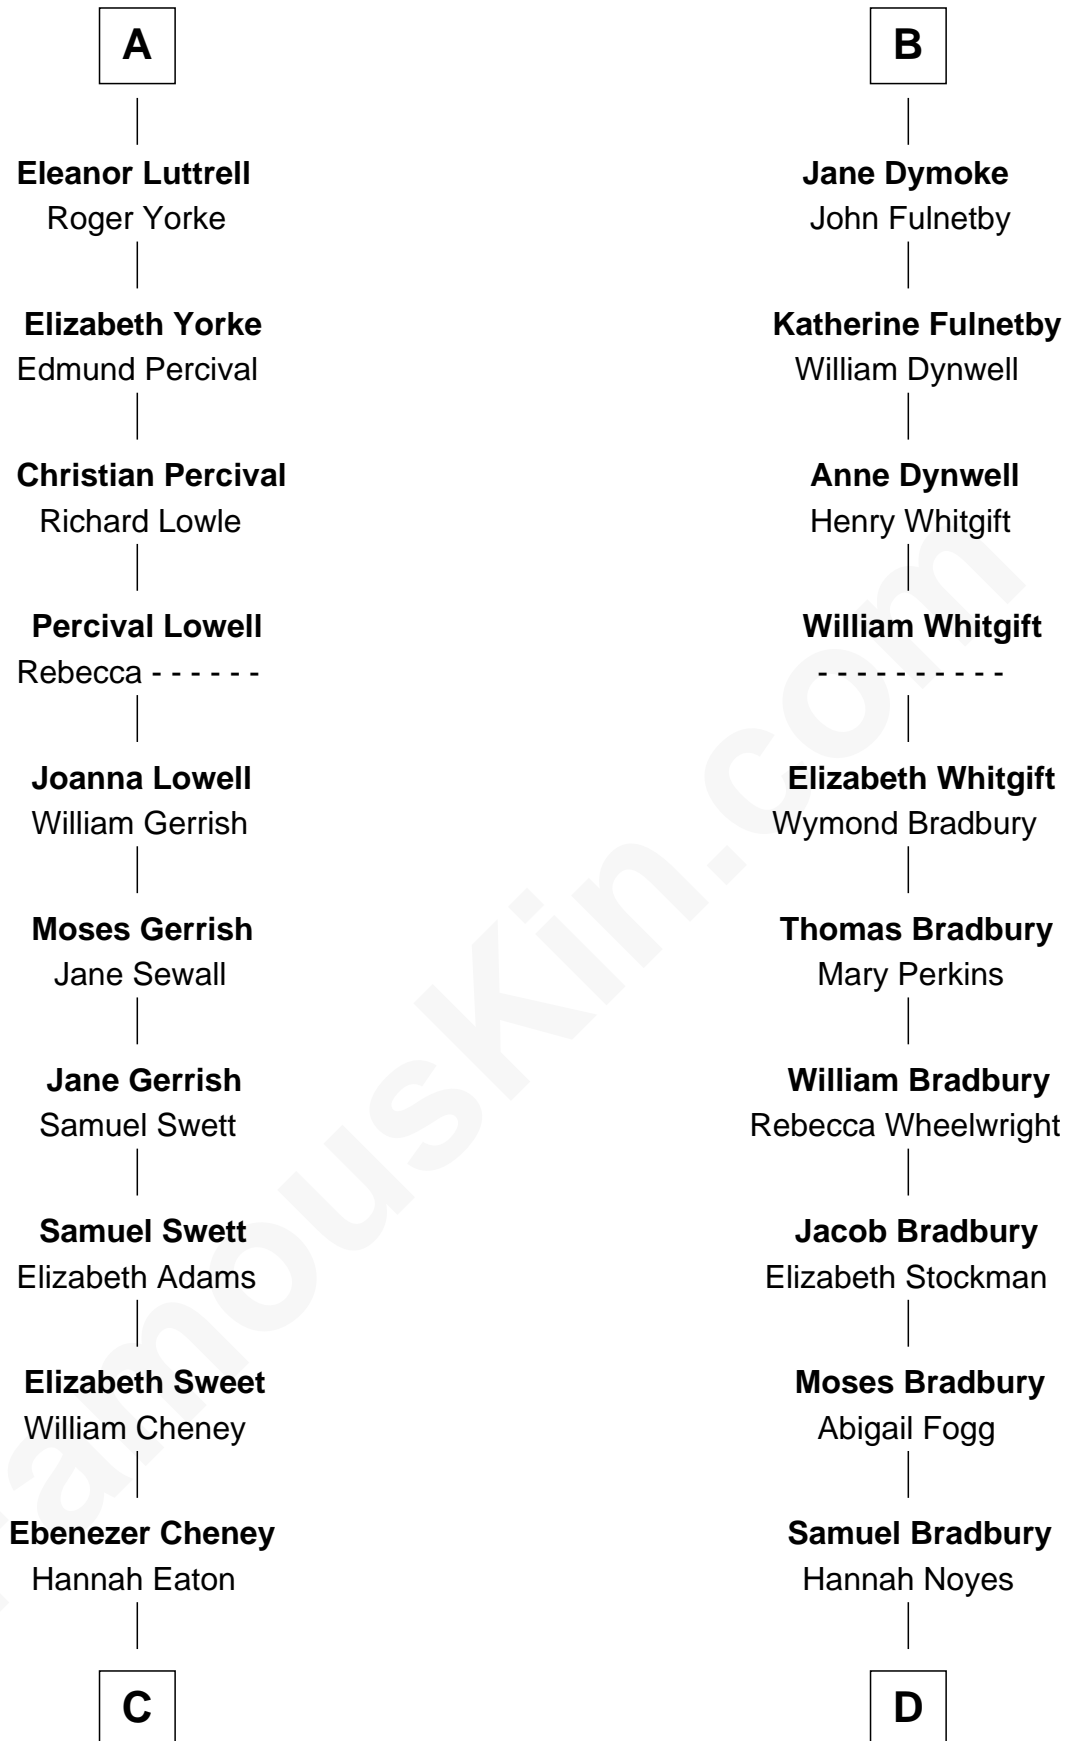 A
Eleanor Luttrell
Roger Yorke
Elizabeth Yorke
Edmund Percival
Christian Percival
Richard Lowle
Percival Lowell
Rebecca - - - - - -
Joanna Lowell
William Gerrish
Moses Gerrish
Jane Sewall
Jane Gerrish
Samuel Swett
Samuel Swett
Elizabeth Adams
Elizabeth Sweet
William Cheney
Ebenezer Cheney
Hannah Eaton
C
B
Jane Dymoke
John Fulnetby
Katherine Fulnetby
William Dynwell
Anne Dynwell
Henry Whitgift
William Whitgift
- - - - - - - - - -
Elizabeth Whitgift
Wymond Bradbury
Thomas Bradbury
Mary Perkins
William Bradbury
Rebecca Wheelwright
Jacob Bradbury
Elizabeth Stockman
Moses Bradbury
Abigail Fogg
Samuel Bradbury
Hannah Noyes
D
FamousKin.com